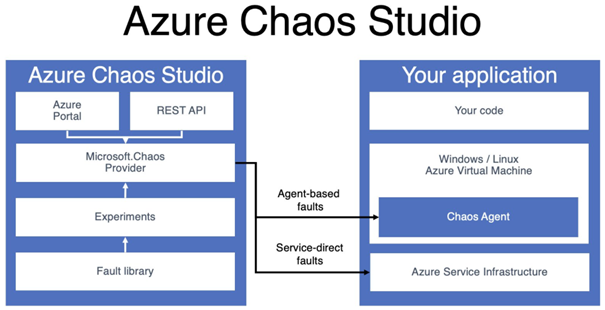 Azure Chaos Studio
Azure Chaos Studio
Azure
Portal
REST API
Microsoft.Chaos
Provider
Experiments
Fault library
Agent-based
faults
Service-direct
faults
Your application
Your code
Windows / Linux
Azure Virtual Machine
Chaos Agent
Azure Service Infrastructure